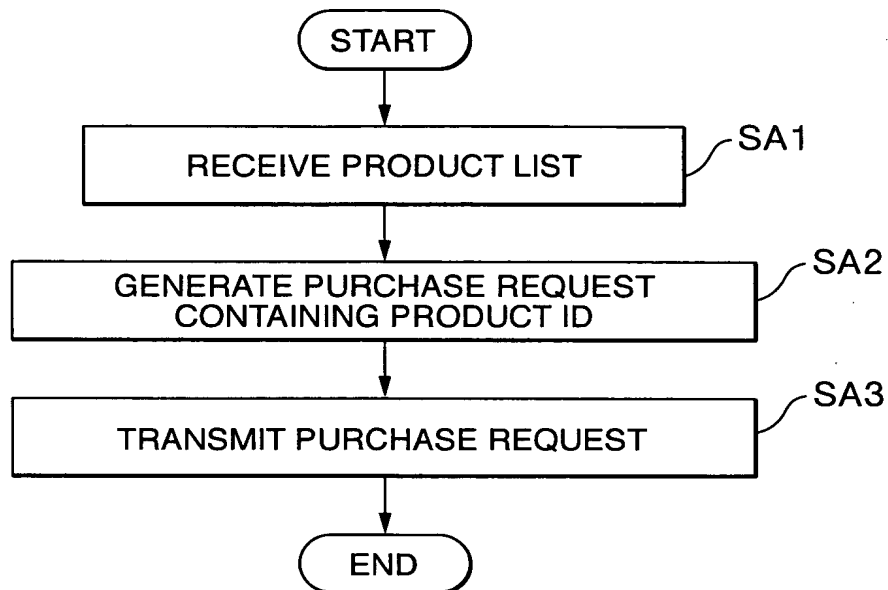 START
RECEIVE PRODUCT LIST
SA1
GENERATE PURCHASE REQUEST
CONTAINING PRODUCT ID
SA2
TRANSMIT PURCHASE REQUEST
SA3
END